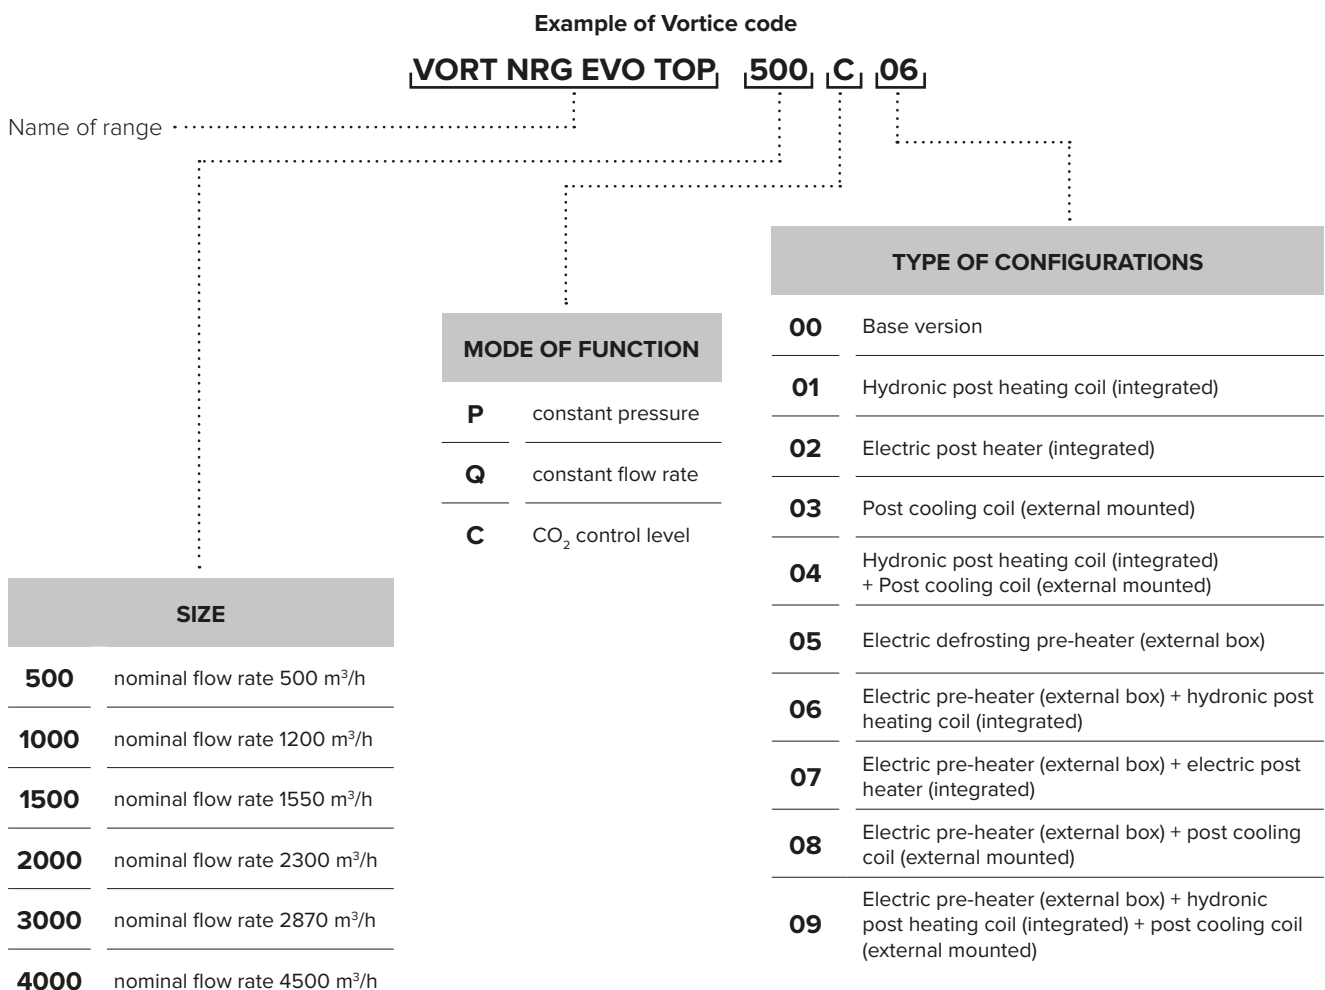 Example of Vortice code
VORT NRG EVO TOP 500 C 06
Name of range
MODE OF FUNCTION
P constant pressure
Q constant flow rate
C CO₂ control level
SIZE
500 nominal flow rate 500 m³/h
1000 nominal flow rate 1200 m³/h
1500 nominal flow rate 1550 m³/h
2000 nominal flow rate 2300 m³/h
3000 nominal flow rate 2870 m³/h
4000 nominal flow rate 4500 m³/h
TYPE OF CONFIGURATIONS
00 Base version
01 Hydronic post heating coil (integrated)
02 Electric post heater (integrated)
03 Post cooling coil (external mounted)
04 Hydronic post heating coil (integrated)
+ Post cooling coil (external mounted)
05 Electric defrosting pre-heater (external box)
06 Electric pre-heater (external box) + hydronic post
heating coil (integrated)
07 Electric pre-heater (external box) + electric post
heater (integrated)
08 Electric pre-heater (external box) + post cooling
coil (external mounted)
09 Electric pre-heater (external box) + hydronic
post heating coil (integrated) + post cooling coil
(external mounted)